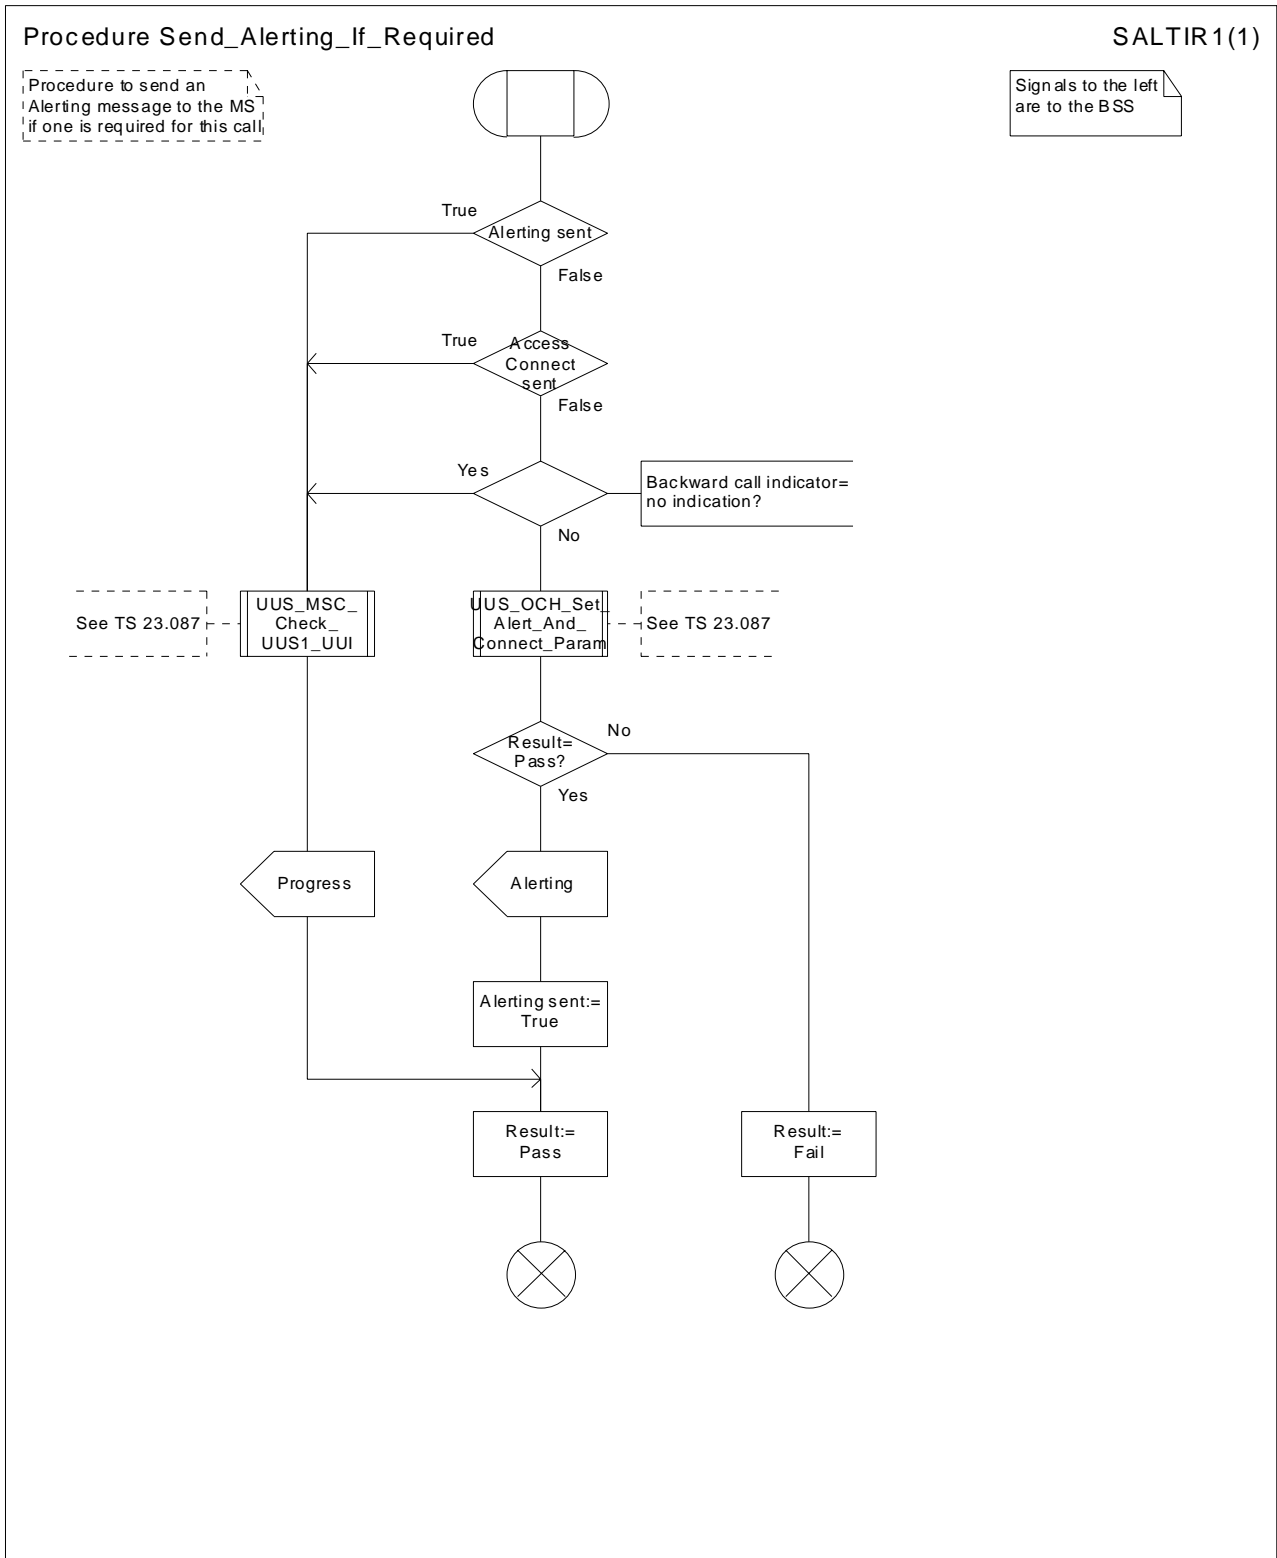 Procedure Send_Alerting_If_Required
SALTIR1(1)
Procedure to send an
Alerting message to the MS
if one is required for this call
Signals to the left
are to the BSS
True
Alerting sent
False
True
Access
Connect
sent
False
Yes
Backward call indicator=
no indication?
No
See TS 23.087
UUS_MSC_
Check_
UUS1_UUI
UUS_OCH_Set_
Alert_And_
Connect_Param
See TS 23.087
Result=
Pass?
No
Yes
Progress
Alerting
Alerting sent:=
True
Result:=
Pass
Result:=
Fail